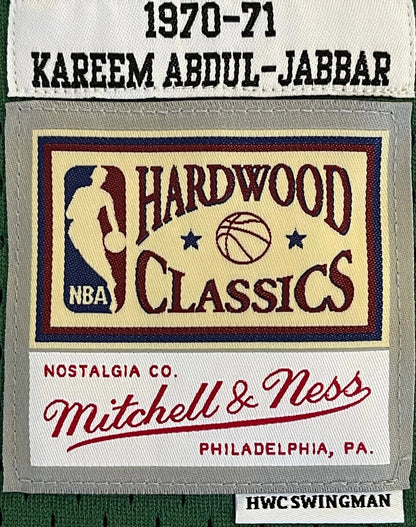 1970-71
KAREEM ABDUL-JABBAR
HARDWOOD
NBA
CLASSICS
NOSTALGIA CO.
Mitchell & Ness
PHILADELPHIA, PA.
HWC SWINGMAN